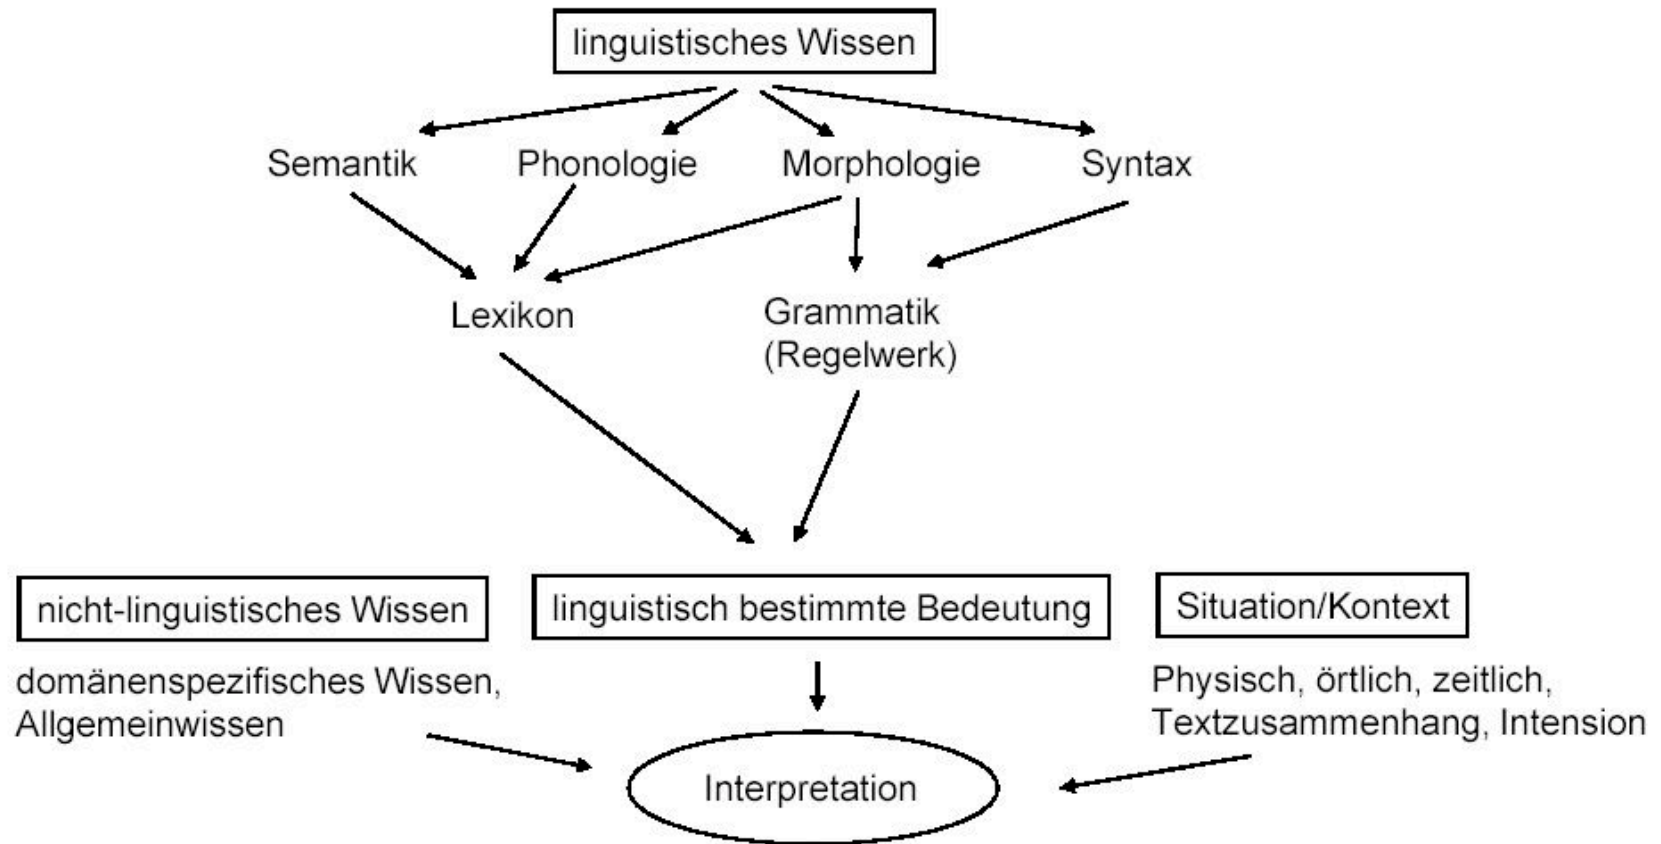 linguistisches Wissen
Semantik
Phonologie
Morphologie
Syntax
Lexikon
Grammatik
(Regelwerk)
nicht-linguistisches Wissen
linguistisch bestimmte Bedeutung
Situation/Kontext
domänenspezifisches Wissen,
Allgemeinwissen
Physisch, örtlich, zeitlich,
Textzusammenhang, Intension
Interpretation